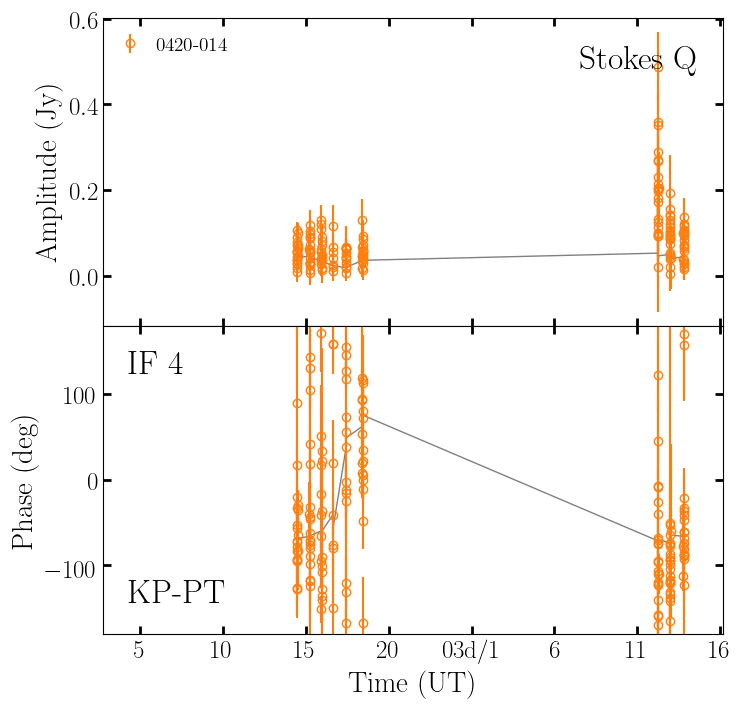 0420-014
Stokes Q
0.6
0.4
0.2
0.0
Amplitude (Jy)
IF 4
100
0
−100
Phase (deg)
KP-PT
5 10 15 20 03d/1 6 11 16
Time (UT)